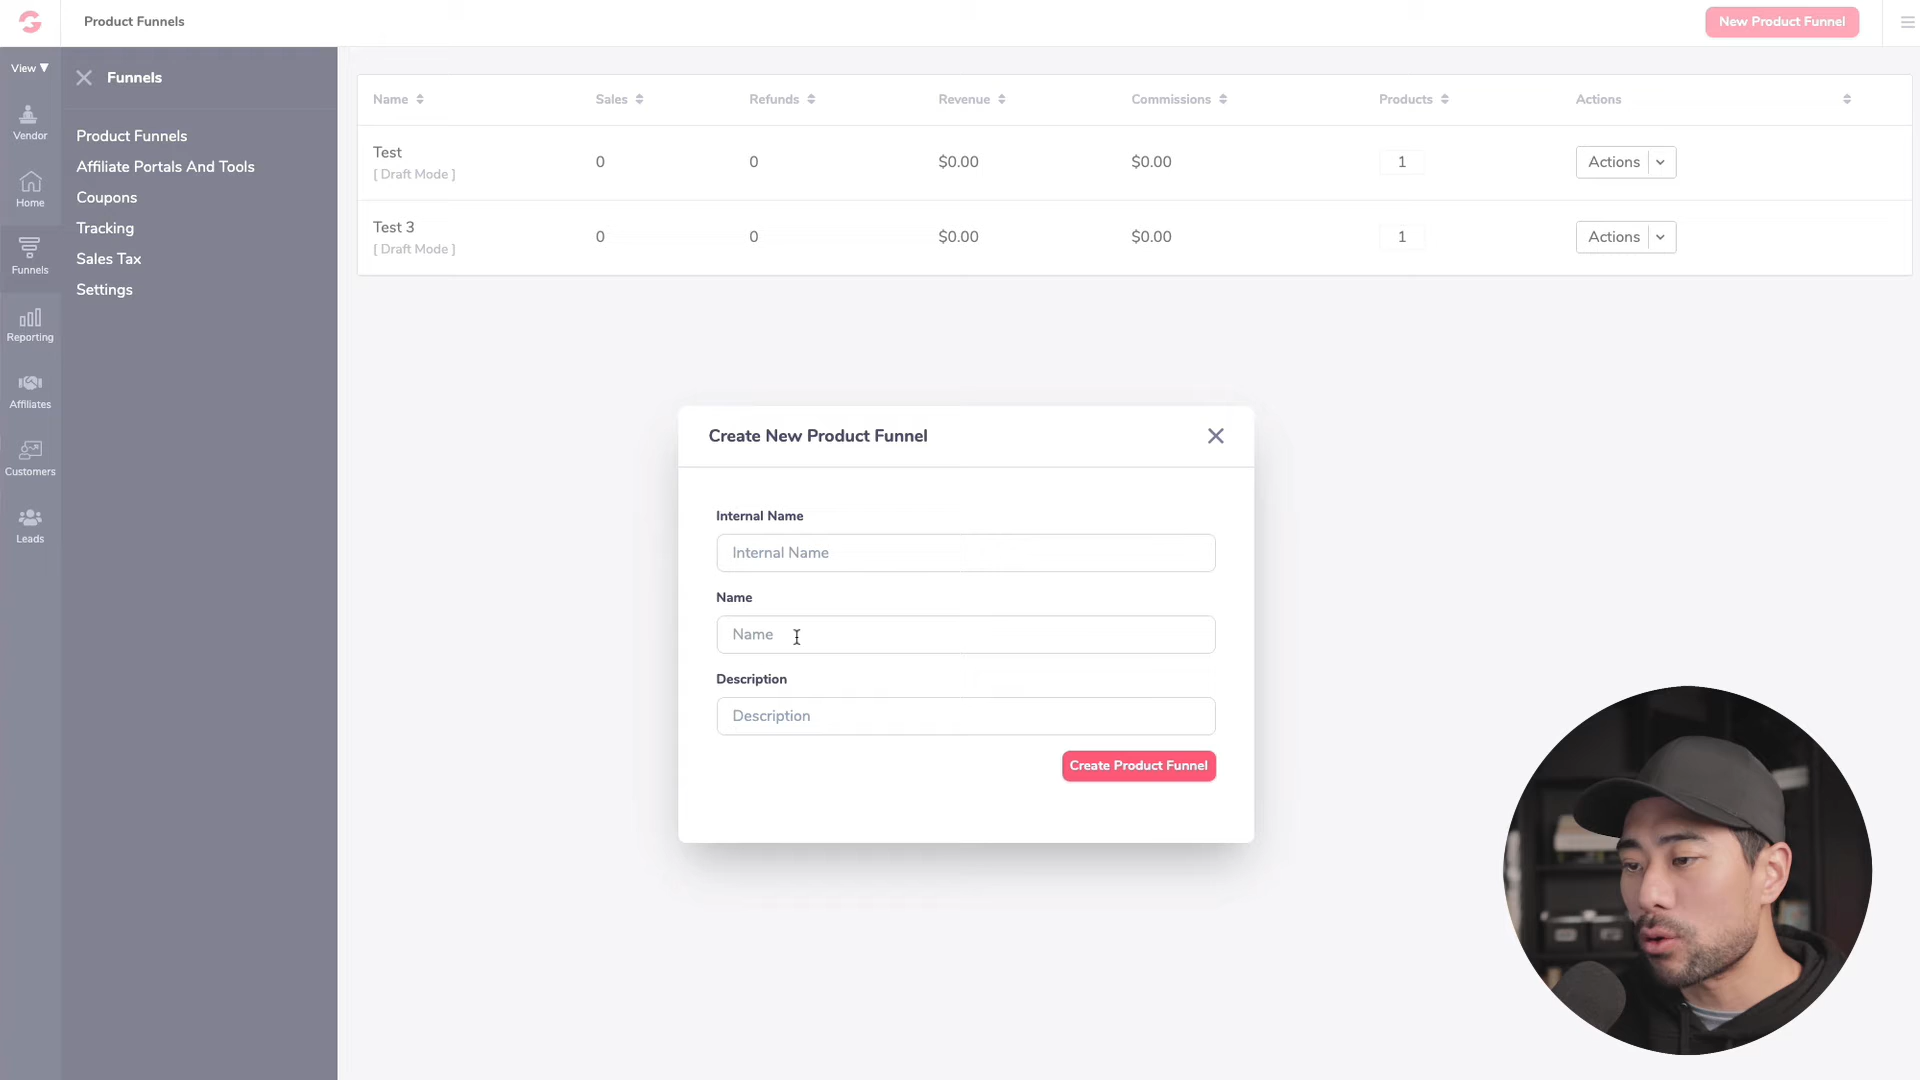 Product Funnels
New Product Funnel
View ▼
Funnels
Vendor
Home
Funnels
Reporting
Affiliates
Customers
Leads
Product Funnels
Affiliate Portals And Tools
Coupons
Tracking
Sales Tax
Settings
Name Sales Refunds Revenue Commissions Products Actions
Test 0 0 $0.00 $0.00 1 Actions
[ Draft Mode ]
Test 3 0 0 $0.00 $0.00 1 Actions
[ Draft Mode ]
Create New Product Funnel
Internal Name
Internal Name
Name
Name
Description
Description
Create Product Funnel